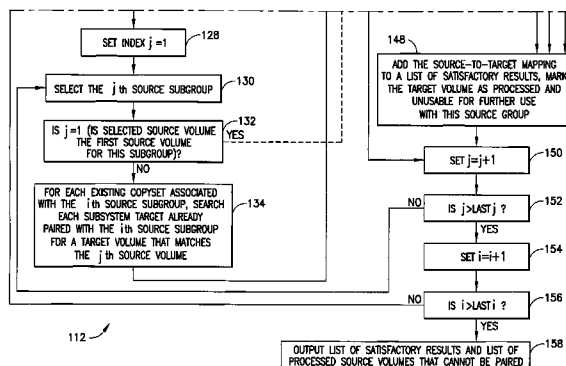 SET INDEX j =1
128
SELECT THE j th SOURCE SUBGROUP
130
IS j=1 (IS SELECTED SOURCE VOLUME
THE FIRST SOURCE VOLUME
FOR THIS SUBGROUP)?
132
YES
NO
FOR EACH EXISTING COPYSET ASSOCIATED
WITH THE i th SOURCE SUBGROUP, SEARCH
EACH SUBSYSTEM TARGET ALREADY
PAIRED WITH THE i th SOURCE SUBGROUP
FOR A TARGET VOLUME THAT MATCHES
THE j th SOURCE VOLUME
134
112
148
ADD THE SOURCE-TO-TARGET MAPPING
TO A LIST OF SATISFACTORY RESULTS, MARK
THE TARGET VOLUME AS PROCESSED AND
UNUSABLE FOR FURTHER USE
WITH THIS SOURCE GROUP
SET j=j+1
150
NO
IS j>LAST j ?
152
YES
SET i=i+1
154
NO
IS i>LAST i ?
156
YES
OUTPUT LIST OF SATISFACTORY RESULTS AND LIST OF
PROCESSED SOURCE VOLUMES THAT CANNOT BE PAIRED
158